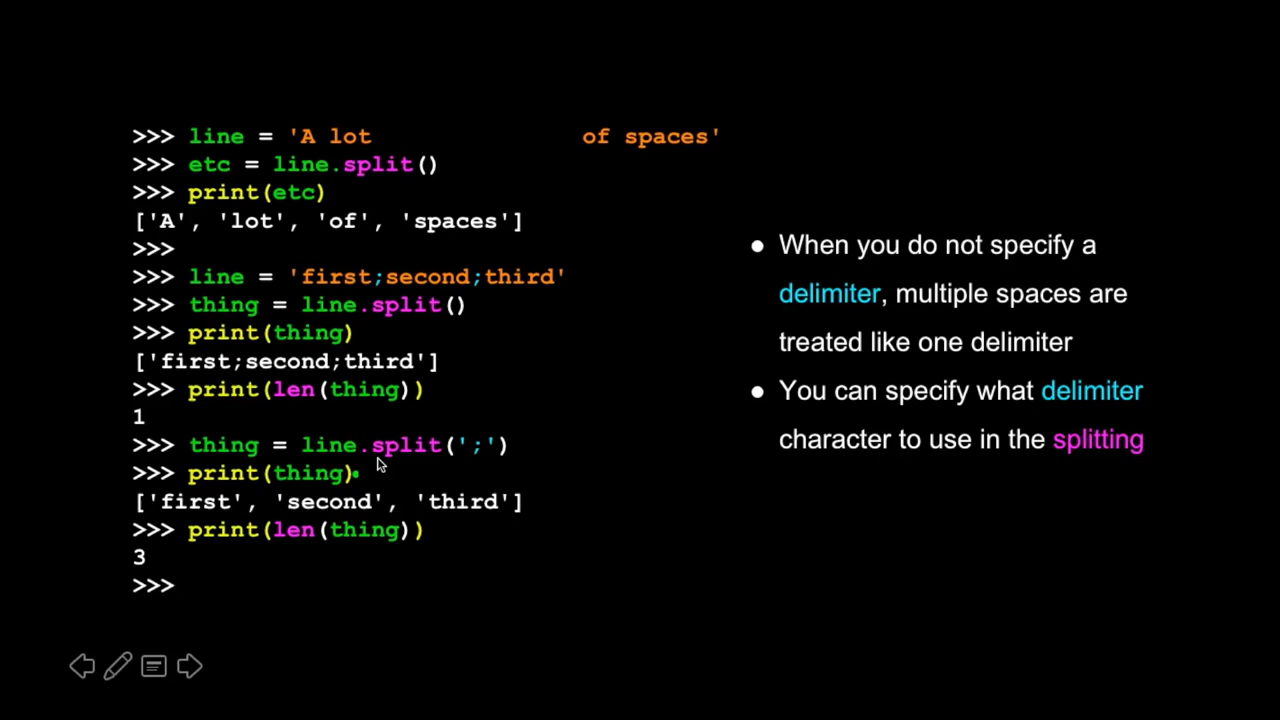 >>> line = 'A lot               of spaces'
>>> etc = line.split()
>>> print(etc)
['A', 'lot', 'of', 'spaces']
>>>
>>> line = 'first;second;third'
>>> thing = line.split()
>>> print(thing)
['first;second;third']
>>> print(len(thing))
1
>>> thing = line.split(';')
>>> print(thing)
['first', 'second', 'third']
>>> print(len(thing))
3
>>>
● When you do not specify a
delimiter, multiple spaces are
treated like one delimiter
● You can specify what delimiter
character to use in the splitting